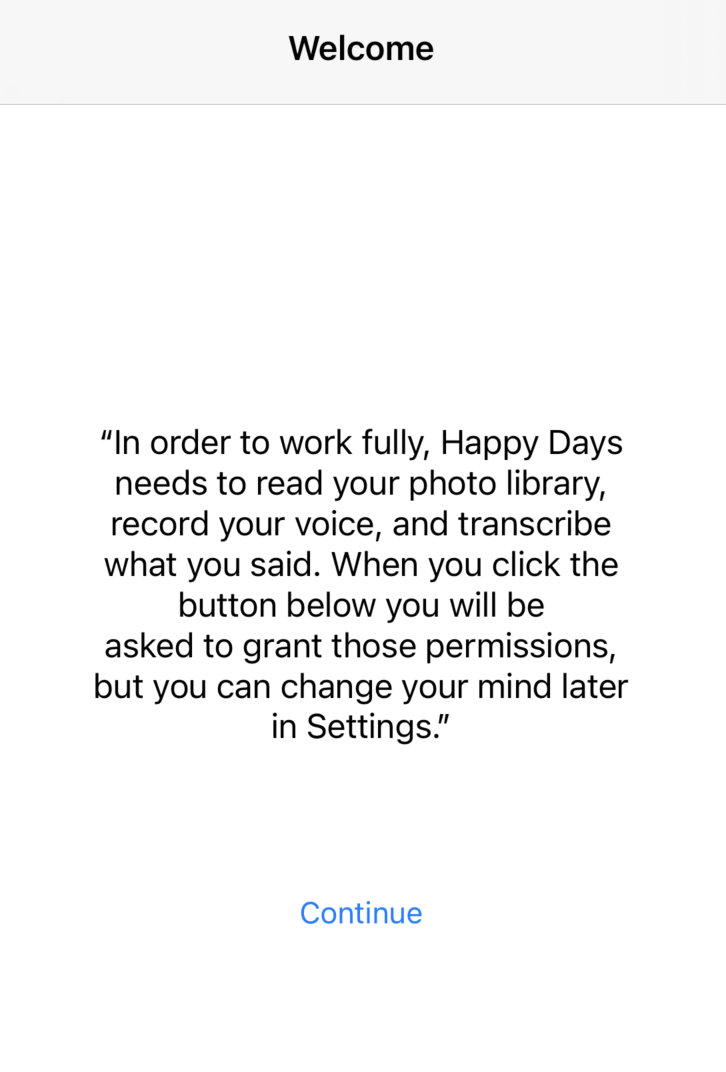 Welcome
“In order to work fully, Happy Days
needs to read your photo library,
record your voice, and transcribe
what you said. When you click the
button below you will be
asked to grant those permissions,
but you can change your mind later
in Settings.”
Continue